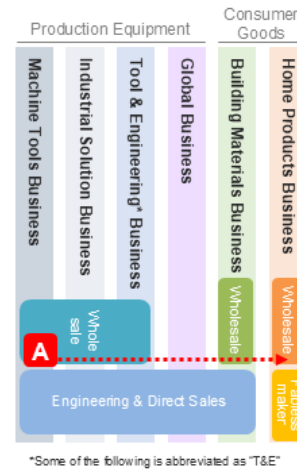 Production Equipment
Consumer
Goods
Machine Tools Business
Industrial Solution Business
Tool & Engineering* Business
Global Business
Building Materials Business
Home Products Business
Whole
sale
Wholesale
Wholesale
A
Engineering & Direct Sales
maker
*Some of the following is abbreviated as "T&E"